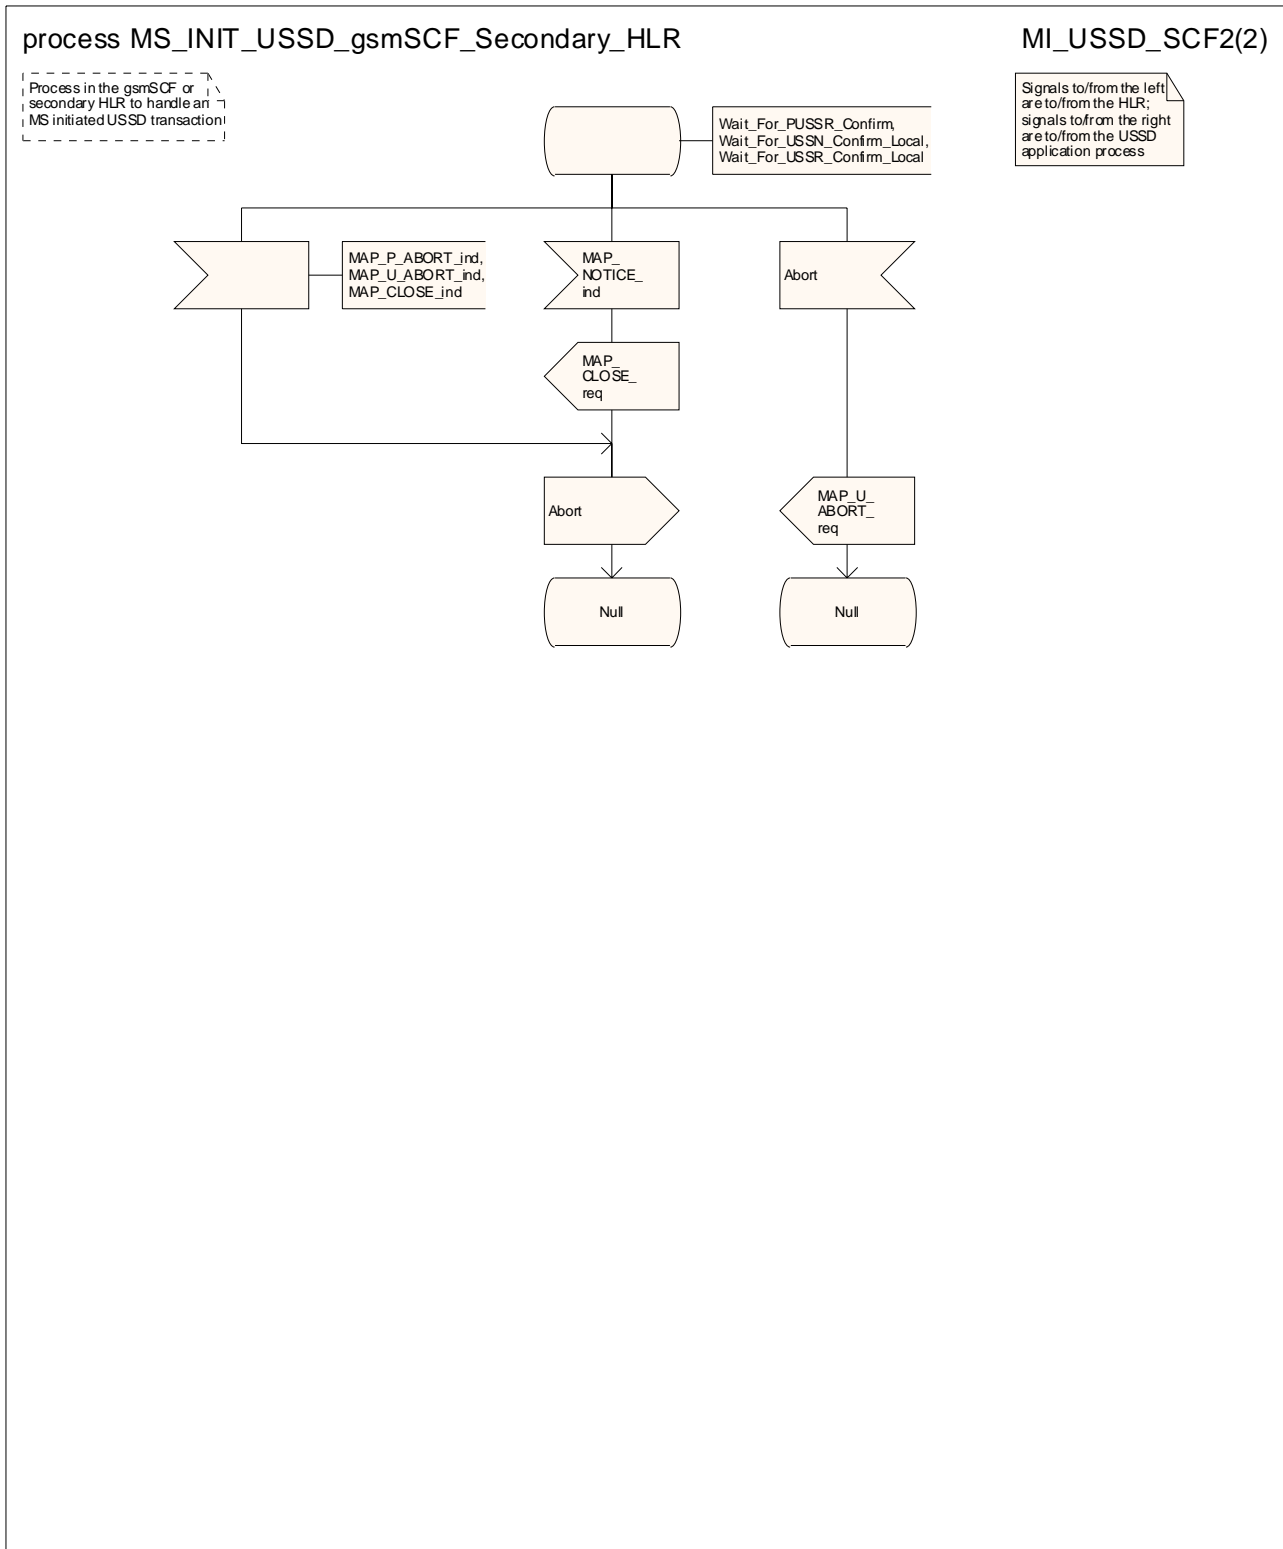 process MS_INIT_USSD_gsmSCF_Secondary_HLR
MI_USSD_SCF2(2)
Process in the gsmSCF or
secondary HLR to handle an
MS initiated USSD transaction
Signals to/from the left
are to/from the HLR;
signals to/from the right
are to/from the USSD
application process
Wait_For_PUSSR_Confirm,
Wait_For_USSN_Confirm_Local,
Wait_For_USSR_Confirm_Local
MAP_P_ABORT_ind,
MAP_U_ABORT_ind,
MAP_CLOSE_ind
MAP_
NOTICE_
ind
Abort
MAP_
CLOSE_
req
Abort
MAP_U_
ABORT_
req
Null
Null